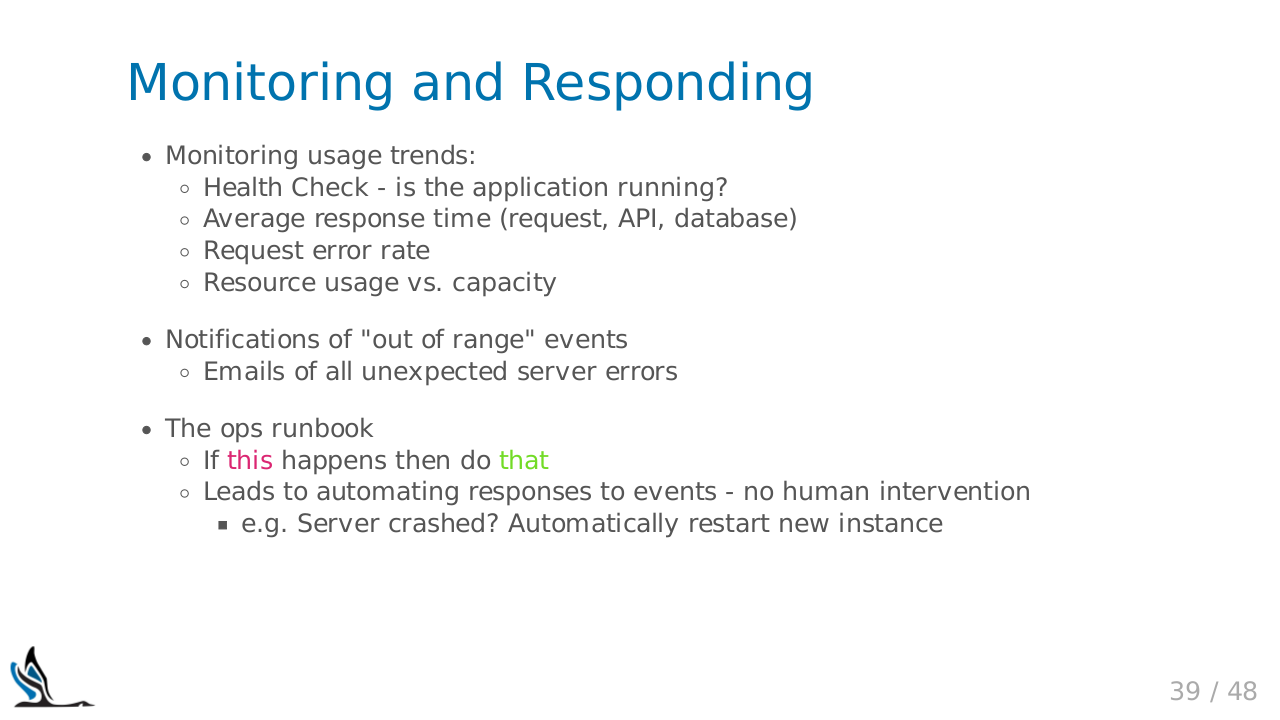 Monitoring and Responding
Monitoring usage trends:
Health Check - is the application running?
Average response time (request, API, database)
Request error rate
Resource usage vs. capacity
Notifications of "out of range" events
Emails of all unexpected server errors
The ops runbook
If this happens then do that
Leads to automating responses to events - no human intervention
e.g. Server crashed? Automatically restart new instance
39 / 48